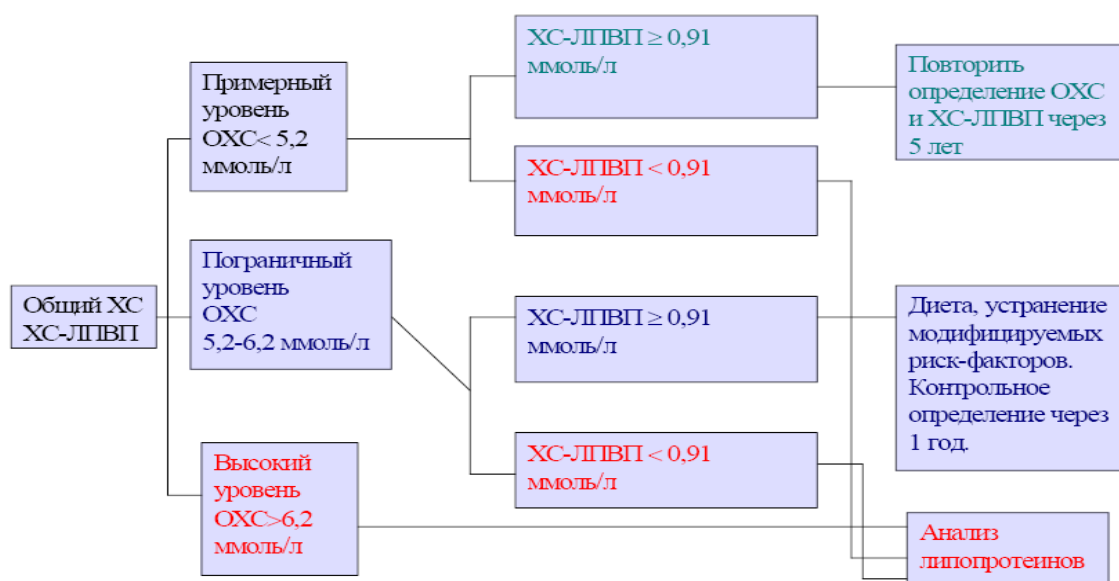 Общий ХС
ХС-ЛПВП
Примерный
уровень
ОХС< 5,2
ммоль/л
Пограничный
уровень
ОХС
5,2-6,2 ммоль/л
Высокий
уровень
ОХС>6,2
ммоль/л
ХС-ЛПВП ≥ 0,91
ммоль/л
ХС-ЛПВП < 0,91
ммоль/л
ХС-ЛПВП ≥ 0,91
ммоль/л
ХС-ЛПВП < 0,91
ммоль/л
Повторить
определение ОХС
и ХС-ЛПВП через
5 лет
Диета, устранение
модифицируемых
риск-факторов.
Контрольное
определение через
1 год.
Анализ
липопротеинов